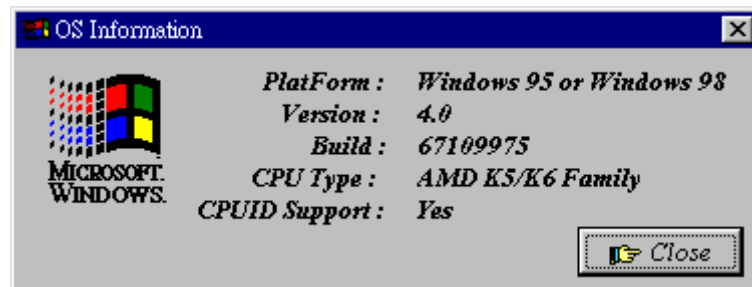 OS Information
PlatForm : Windows 95 or Windows 98
Version : 4.0
Build : 67109975
CPU Type : AMD K5/K6 Family
CPUID Support : Yes
MICROSOFT.
WINDOWS.
Close